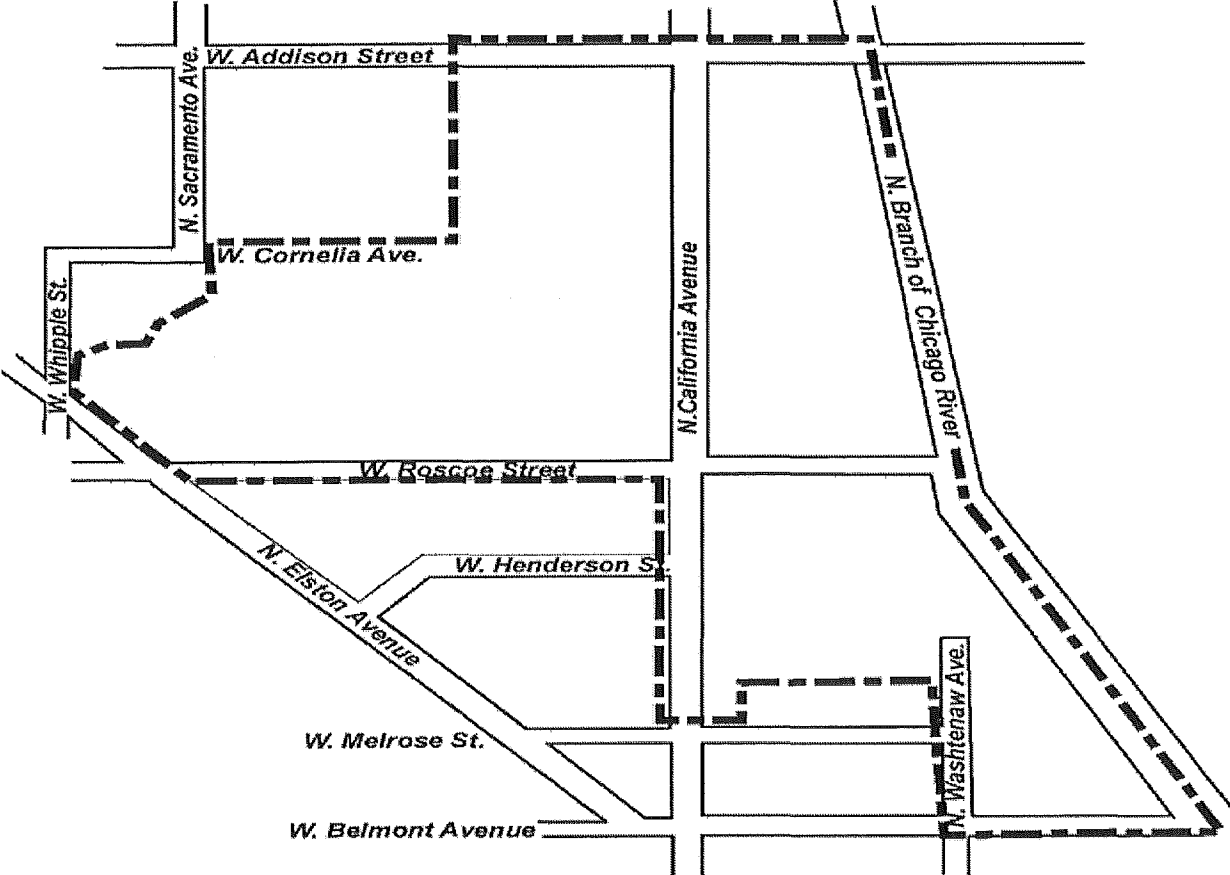 W. Addison Street
N. Sacramento Ave.
W. Cornelia Ave.
N. Branch of Chicago River
N.California Avenue
W. Whipple St.
W. Roscoe Street
N. Elston Avenue
W. Henderson St.
W. Melrose St.
N. Washtenaw Ave.
W. Belmont Avenue